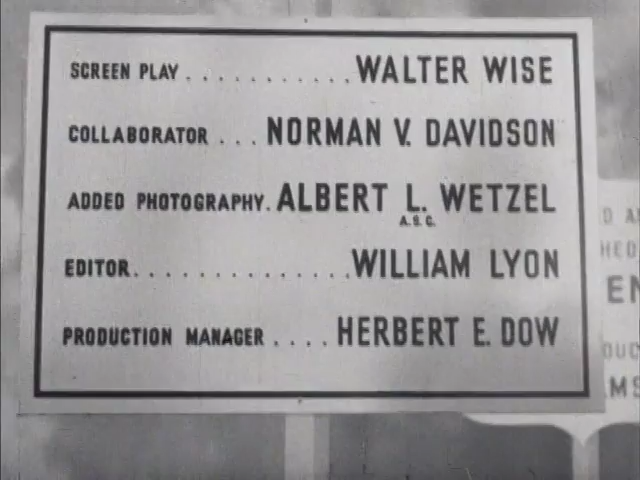 SCREEN PLAY . . . . . . . . . . . WALTER WISE
COLLABORATOR . . . NORMAN V. DAVIDSON
ADDED PHOTOGRAPHY. ALBERT L. WETZEL
A.S.C.
EDITOR. . . . . . . . . . . . . . WILLIAM LYON
PRODUCTION MANAGER . . . . HERBERT E. DOW